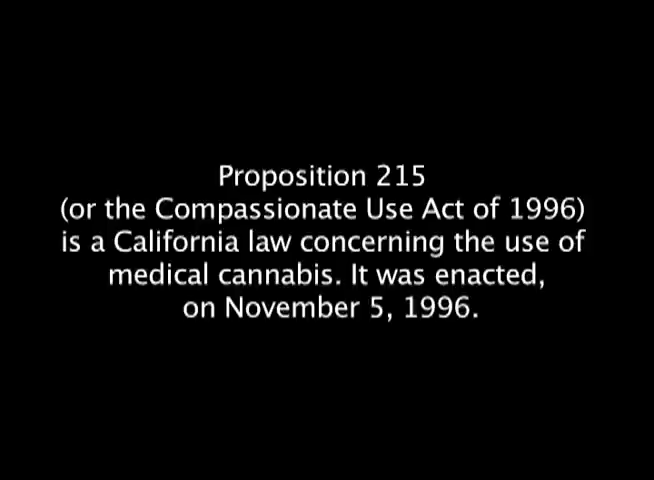 Proposition 215
(or the Compassionate Use Act of 1996)
is a California law concerning the use of
medical cannabis. It was enacted,
on November 5, 1996.